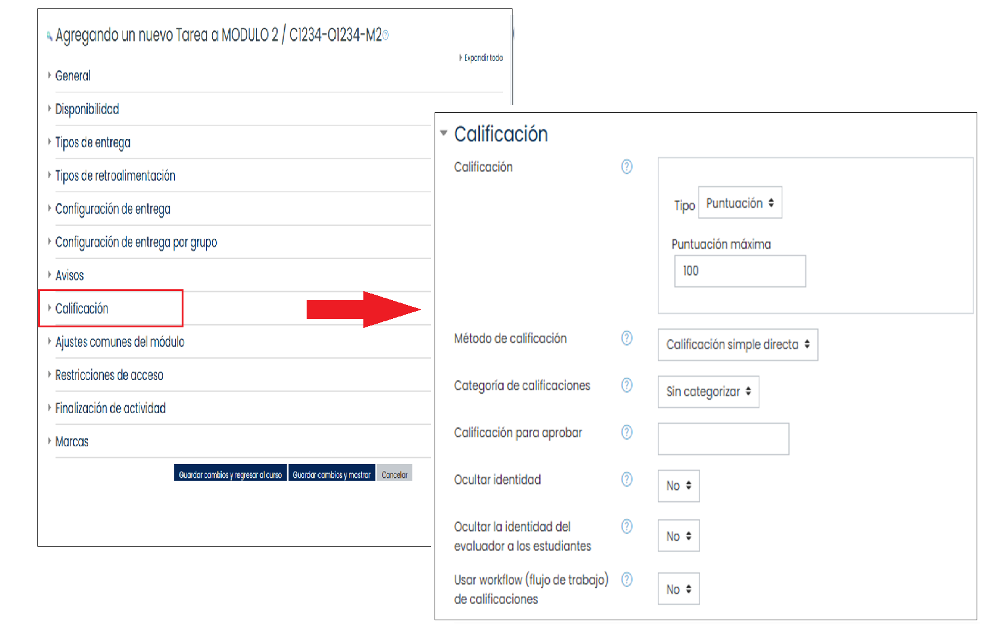 Agregando un nuevo Tarea a MODULO 2 / C1234-O1234-M2
Expandir todo
General
Disponibilidad
Tipos de entrega
Tipos de retroalimentación
Configuración de entrega
Configuración de entrega por grupo
Avisos
Calificación
Ajustes comunes del módulo
Restricciones de acceso
Finalización de actividad
Marcas
Guardar cambios y regresar al curso Guardar cambios y mostrar Cancelar
Calificación
Calificación ?
Tipo Puntuación
Puntuación máxima
100
Método de calificación ? Calificación simple directa
Categoría de calificaciones ? Sin categorizar
Calificación para aprobar ?
Ocultar identidad ? No
Ocultar la identidad del ? No
evaluador a los estudiantes
Usar workflow (flujo de trabajo) ? No
de calificaciones